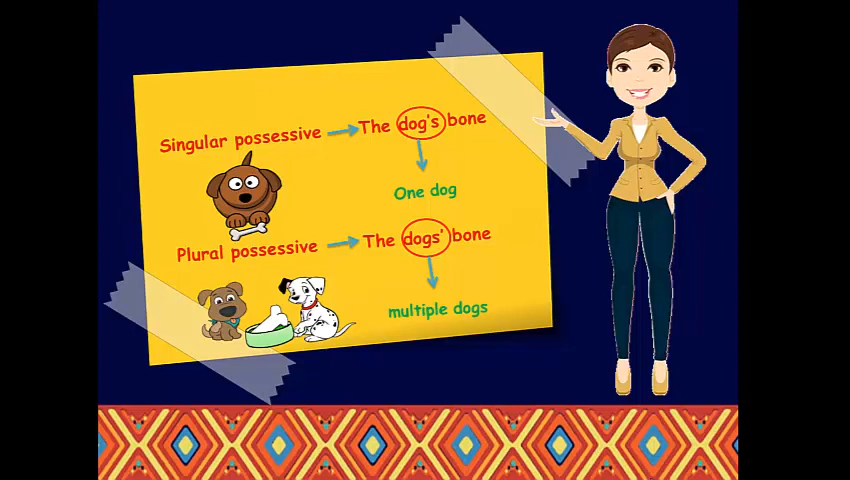 Singular possessive The dog's bone
One dog
Plural possessive The dogs' bone
multiple dogs